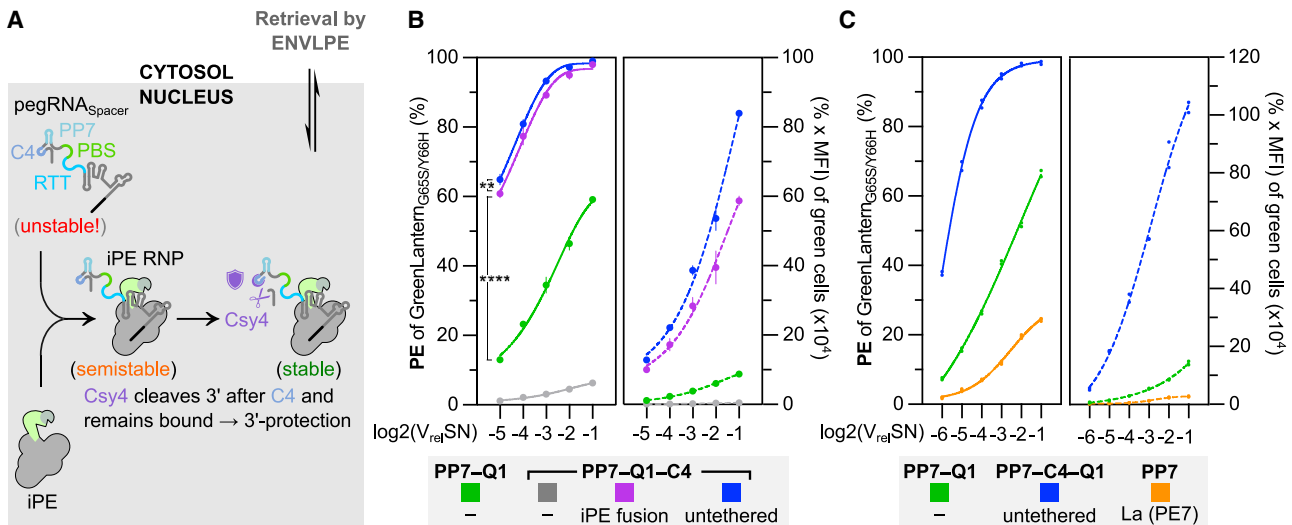 A
Retrieval by
ENVLPE
CYTOSOL
NUCLEUS
pegRNASpacer
PP7
C4
PBS
RTT
(unstable!)
iPE RNP
Csy4
(semistable)
(stable)
Csy4 cleaves 3' after C4 and
remains bound → 3'-protection
iPE
B
PE of GreenLanternG65S/Y66H (%)
100
80
60
40
20
0
**
****
100
80
60
40
20
0
(% x MFI) of green cells (x10⁴)
log2(VrelSN)
-5 -4 -3 -2 -1
-5 -4 -3 -2 -1
PP7–Q1
PP7–Q1–C4
–
–
iPE fusion
untethered
C
PE of GreenLanternG65S/Y66H (%)
100
80
60
40
20
0
120
100
80
60
40
20
0
(% x MFI) of green cells (x10⁴)
log2(VrelSN)
-6 -5 -4 -3 -2 -1
-6 -5 -4 -3 -2 -1
PP7–Q1
PP7–C4–Q1
PP7
–
untethered
La (PE7)